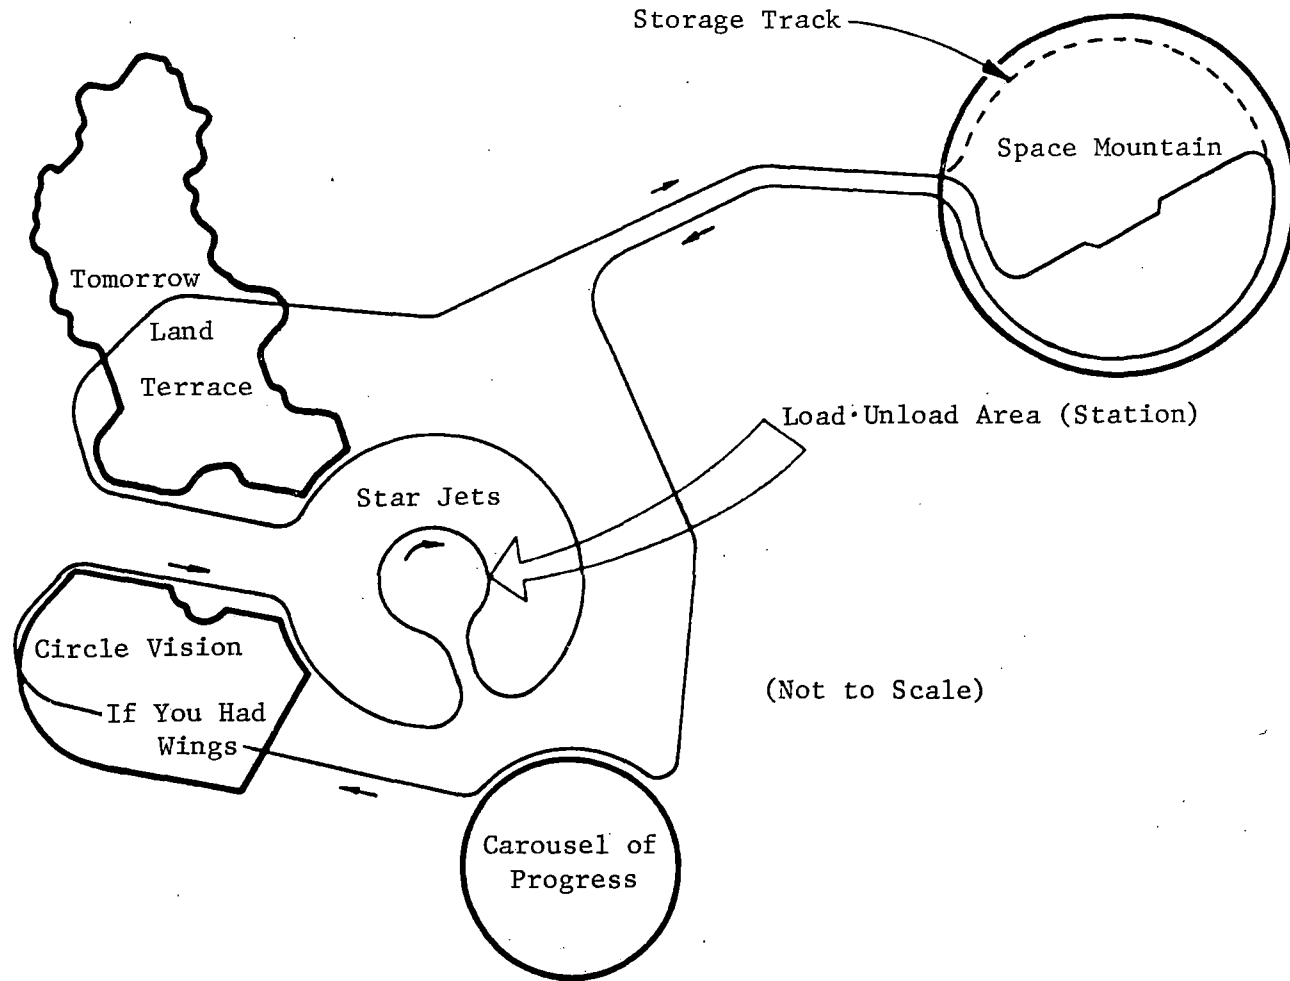 Storage Track
Space Mountain
Tomorrow
Land
Terrace
Load·Unload Area (Station)
Star Jets
Circle Vision
(Not to Scale)
If You Had
Wings
Carousel of
Progress